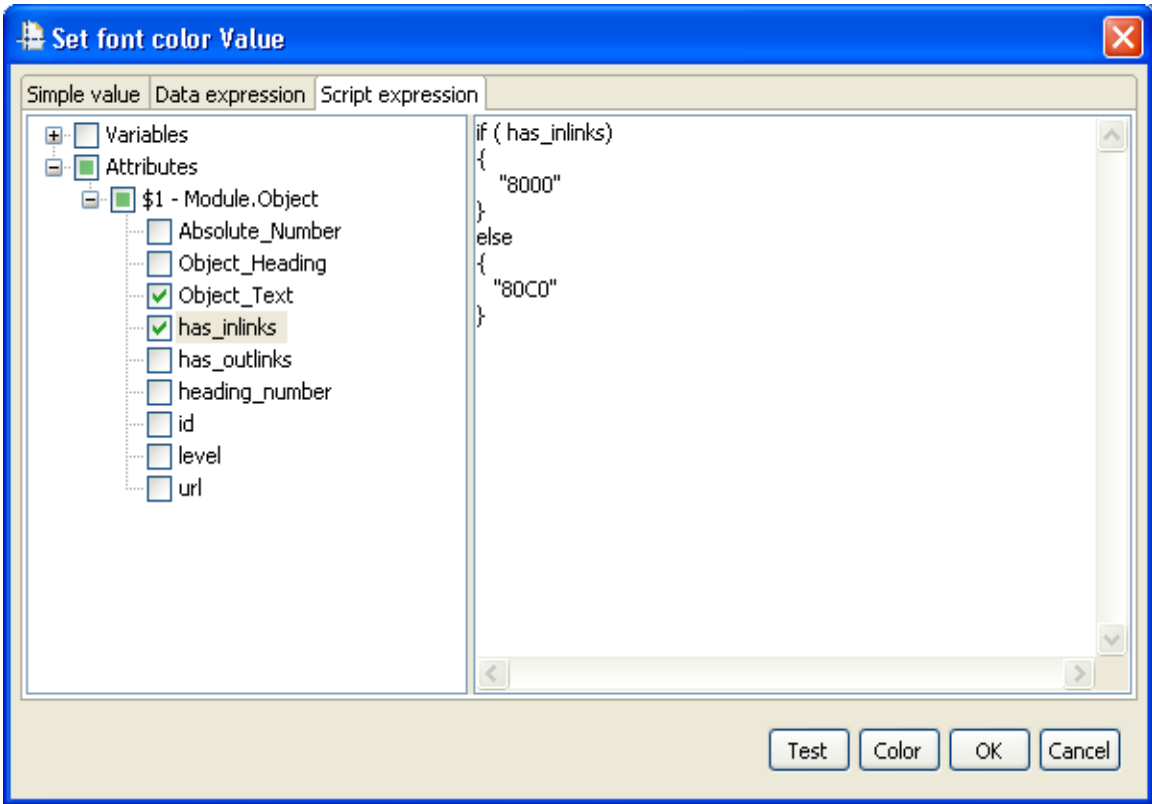 Set font color Value
Simple value Data expression Script expression
Variables
Attributes
$1 - Module.Object
Absolute_Number
Object_Heading
Object_Text
has_inlinks
has_outlinks
heading_number
id
level
url
if ( has_inlinks)
{
"8000"
}
else
{
"80C0"
}
Test Color OK Cancel